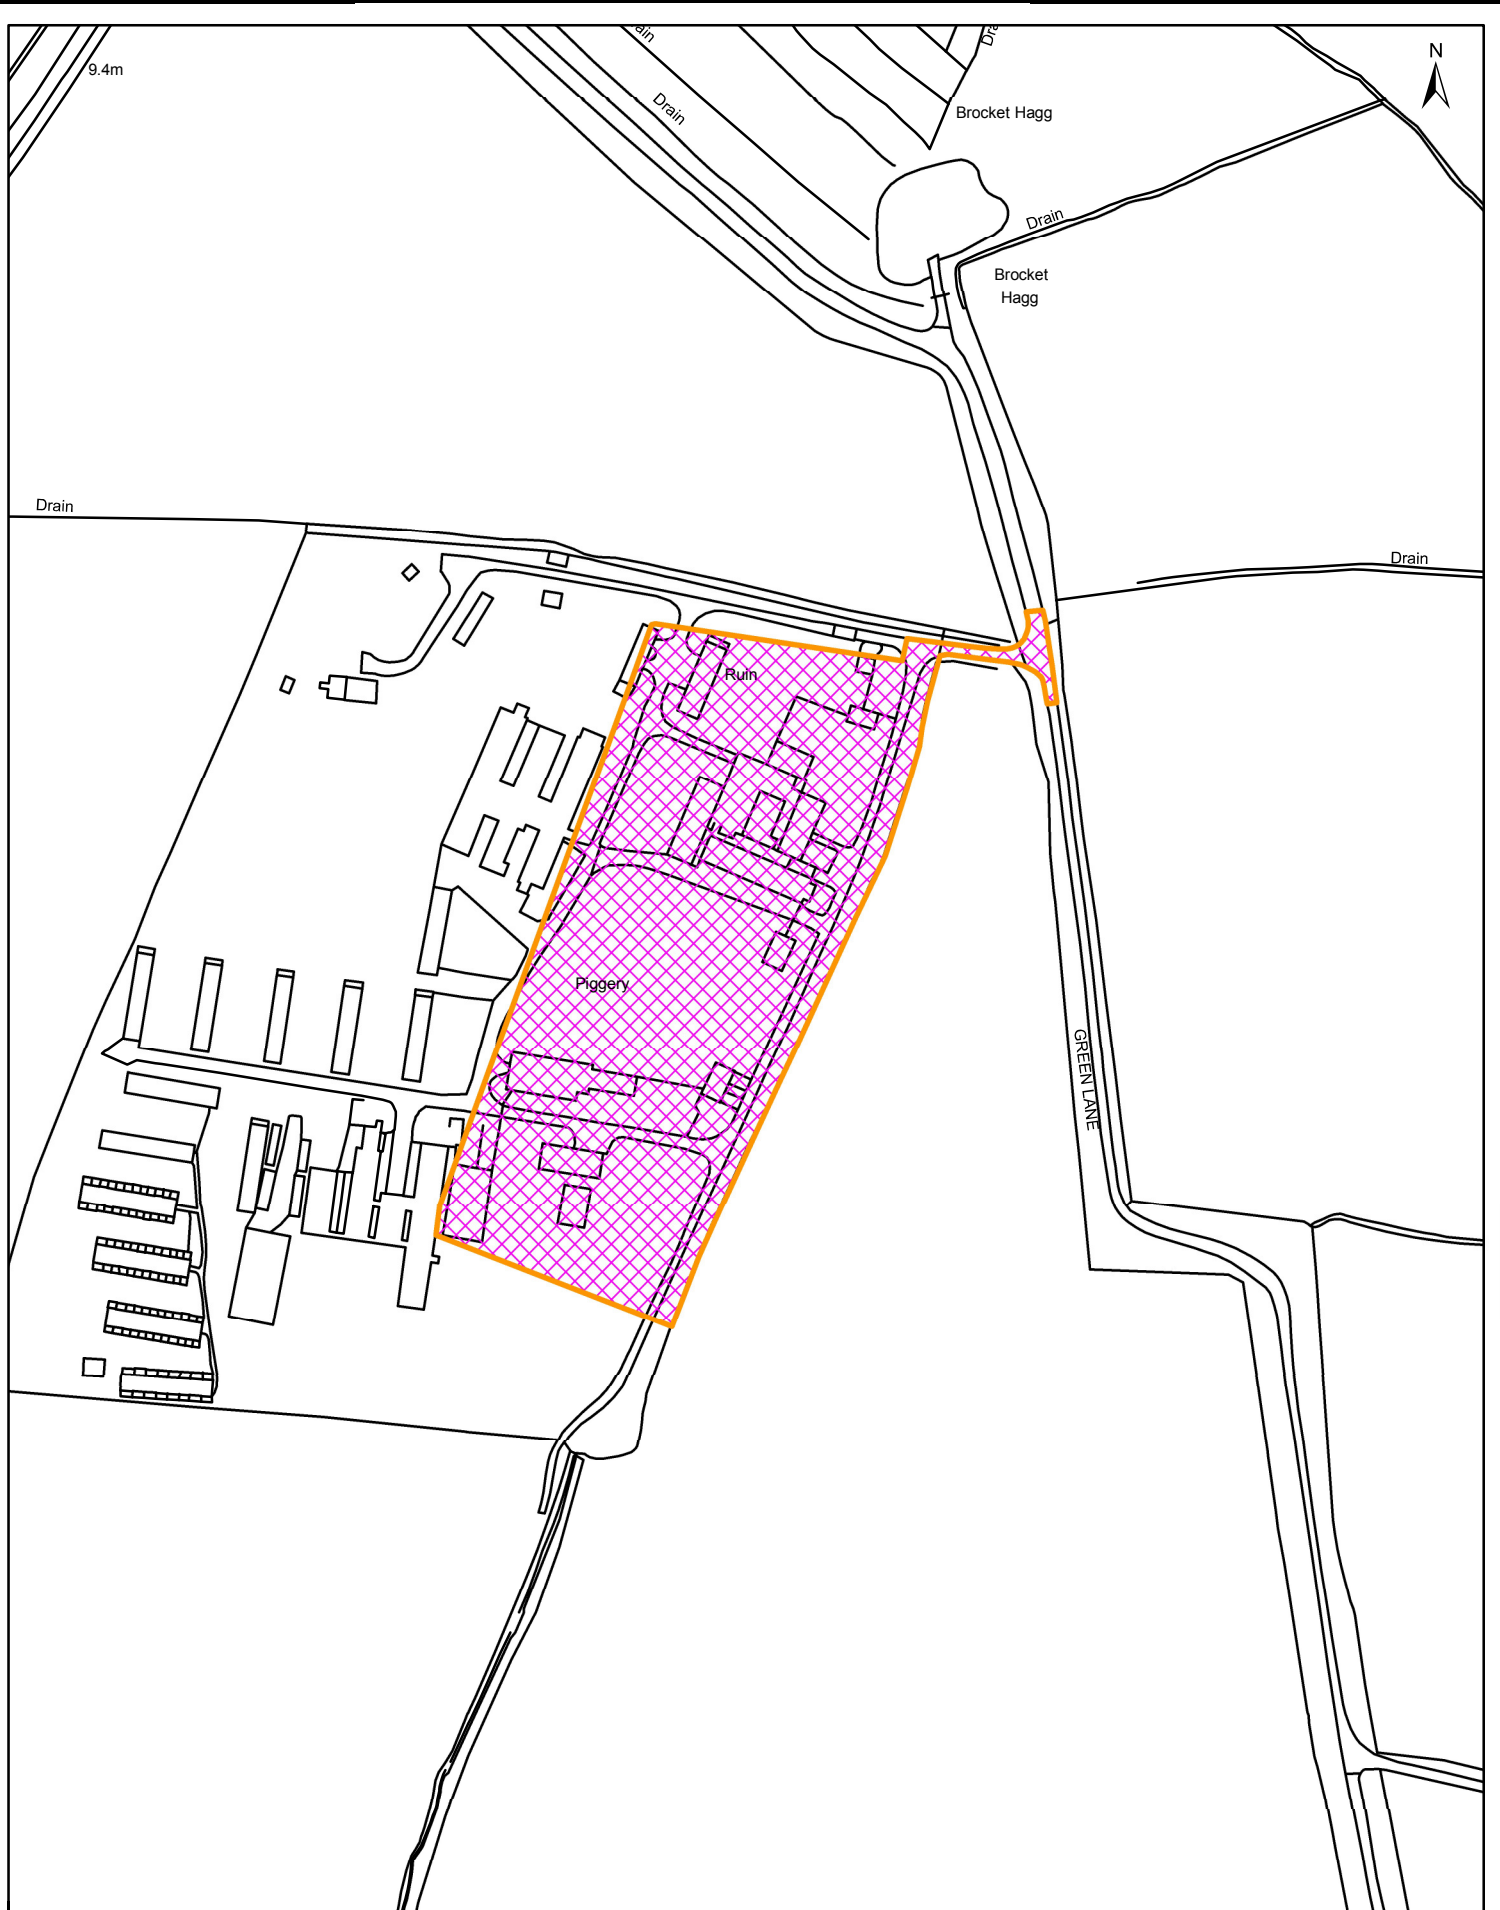 9.4m
Drain
N
Brocket Hagg
Drain
Brocket
Hagg
Drain
Drain
Ruin
Piggery
GREEN LANE